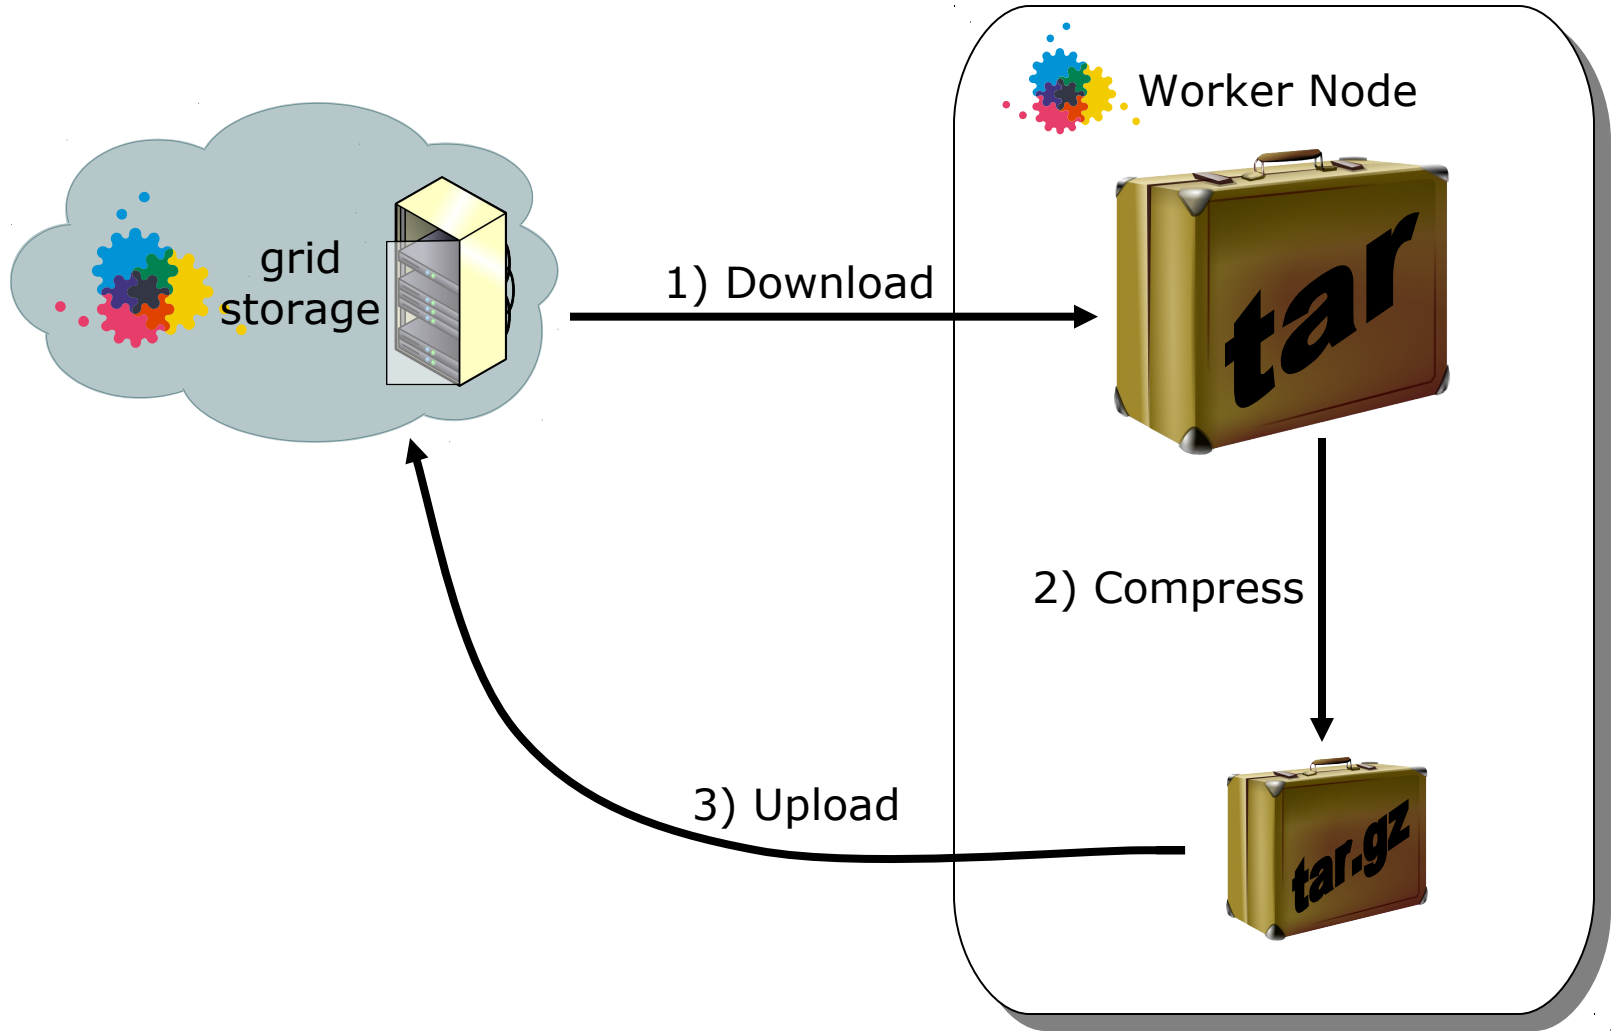 Worker Node
grid
storage
1) Download
tar
2) Compress
3) Upload
tar.gz